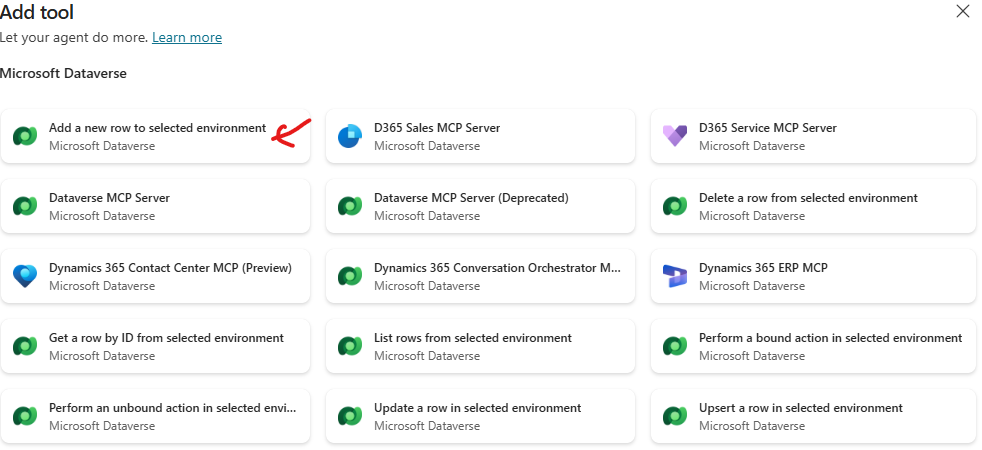 Add tool
Let your agent do more. Learn more
Microsoft Dataverse
Add a new row to selected environment
Microsoft Dataverse
D365 Sales MCP Server
Microsoft Dataverse
D365 Service MCP Server
Microsoft Dataverse
Dataverse MCP Server
Microsoft Dataverse
Dataverse MCP Server (Deprecated)
Microsoft Dataverse
Delete a row from selected environment
Microsoft Dataverse
Dynamics 365 Contact Center MCP (Preview)
Microsoft Dataverse
Dynamics 365 Conversation Orchestrator M...
Microsoft Dataverse
Dynamics 365 ERP MCP
Microsoft Dataverse
Get a row by ID from selected environment
Microsoft Dataverse
List rows from selected environment
Microsoft Dataverse
Perform a bound action in selected environment
Microsoft Dataverse
Perform an unbound action in selected envi...
Microsoft Dataverse
Update a row in selected environment
Microsoft Dataverse
Upsert a row in selected environment
Microsoft Dataverse